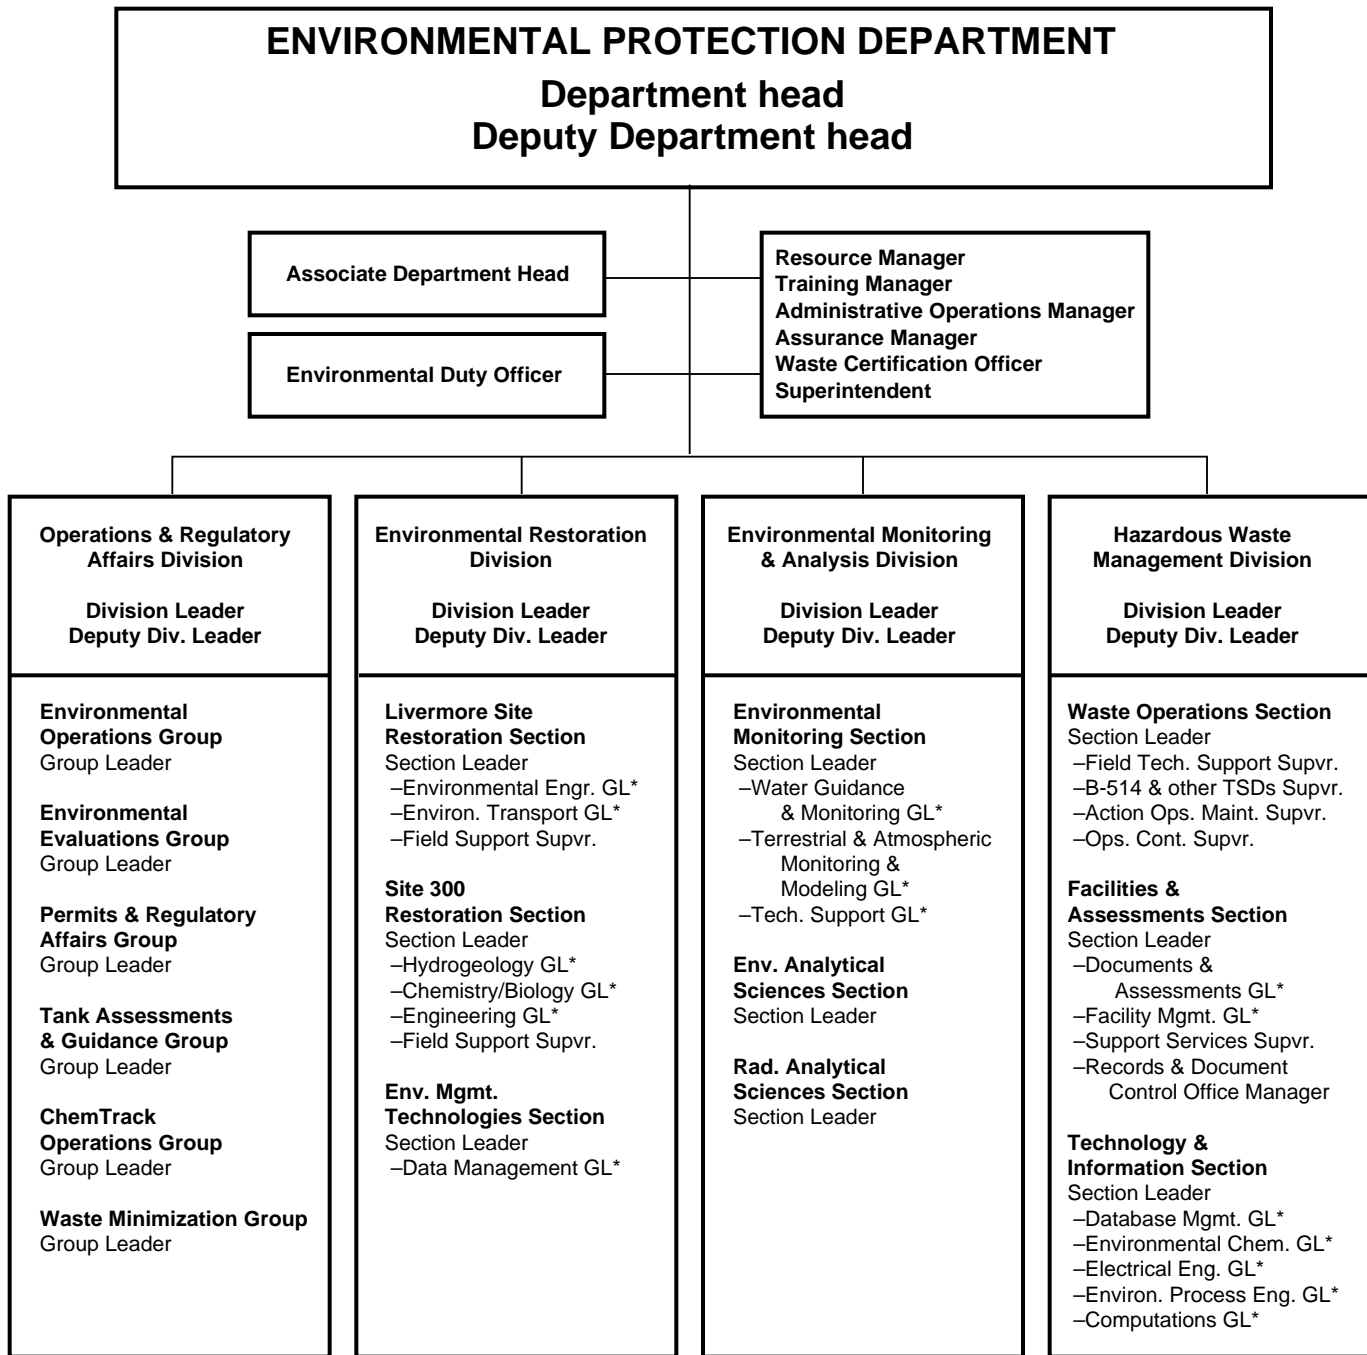 ENVIRONMENTAL PROTECTION DEPARTMENT
Department head
Deputy Department head
Associate Department Head
Environmental Duty Officer
Resource Manager
Training Manager
Administrative Operations Manager
Assurance Manager
Waste Certification Officer
Superintendent
Operations & Regulatory
Affairs Division
Division Leader
Deputy Div. Leader
Environmental
Operations Group
Group Leader
Environmental
Evaluations Group
Group Leader
Permits & Regulatory
Affairs Group
Group Leader
Tank Assessments
& Guidance Group
Group Leader
ChemTrack
Operations Group
Group Leader
Waste Minimization Group
Group Leader
Environmental Restoration
Division
Division Leader
Deputy Div. Leader
Livermore Site
Restoration Section
Section Leader
–Environmental Engr. GL*
–Environ. Transport GL*
–Field Support Supvr.
Site 300
Restoration Section
Section Leader
–Hydrogeology GL*
–Chemistry/Biology GL*
–Engineering GL*
–Field Support Supvr.
Env. Mgmt.
Technologies Section
Section Leader
–Data Management GL*
Environmental Monitoring
& Analysis Division
Division Leader
Deputy Div. Leader
Environmental
Monitoring Section
Section Leader
–Water Guidance
& Monitoring GL*
–Terrestrial & Atmospheric
Monitoring &
Modeling GL*
–Tech. Support GL*
Env. Analytical
Sciences Section
Section Leader
Rad. Analytical
Sciences Section
Section Leader
Hazardous Waste
Management Division
Division Leader
Deputy Div. Leader
Waste Operations Section
Section Leader
–Field Tech. Support Supvr.
–B-514 & other TSDs Supvr.
–Action Ops. Maint. Supvr.
–Ops. Cont. Supvr.
Facilities &
Assessments Section
Section Leader
–Documents &
Assessments GL*
–Facility Mgmt. GL*
–Support Services Supvr.
–Records & Document
Control Office Manager
Technology &
Information Section
Section Leader
–Database Mgmt. GL*
–Environmental Chem. GL*
–Electrical Eng. GL*
–Environ. Process Eng. GL*
–Computations GL*